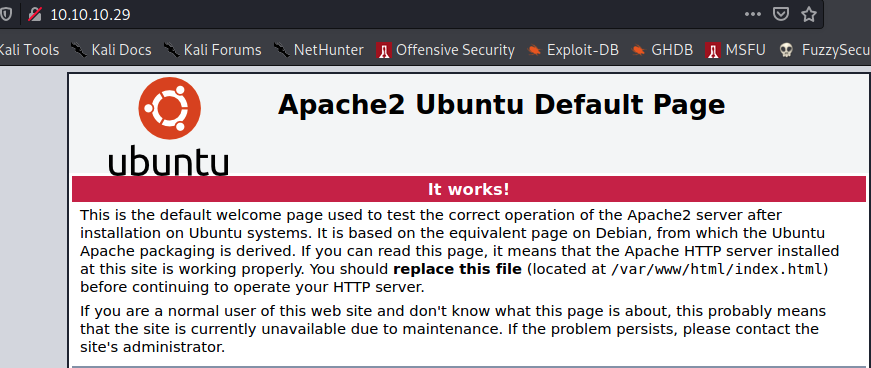 10.10.10.29
Kali Tools Kali Docs Kali Forums NetHunter Offensive Security Exploit-DB GHDB MSFU FuzzySecu
Apache2 Ubuntu Default Page
ubuntu
It works!
This is the default welcome page used to test the correct operation of the Apache2 server after
installation on Ubuntu systems. It is based on the equivalent page on Debian, from which the Ubuntu
Apache packaging is derived. If you can read this page, it means that the Apache HTTP server installed
at this site is working properly. You should replace this file (located at /var/www/html/index.html)
before continuing to operate your HTTP server.
If you are a normal user of this web site and don't know what this page is about, this probably means
that the site is currently unavailable due to maintenance. If the problem persists, please contact the
site's administrator.